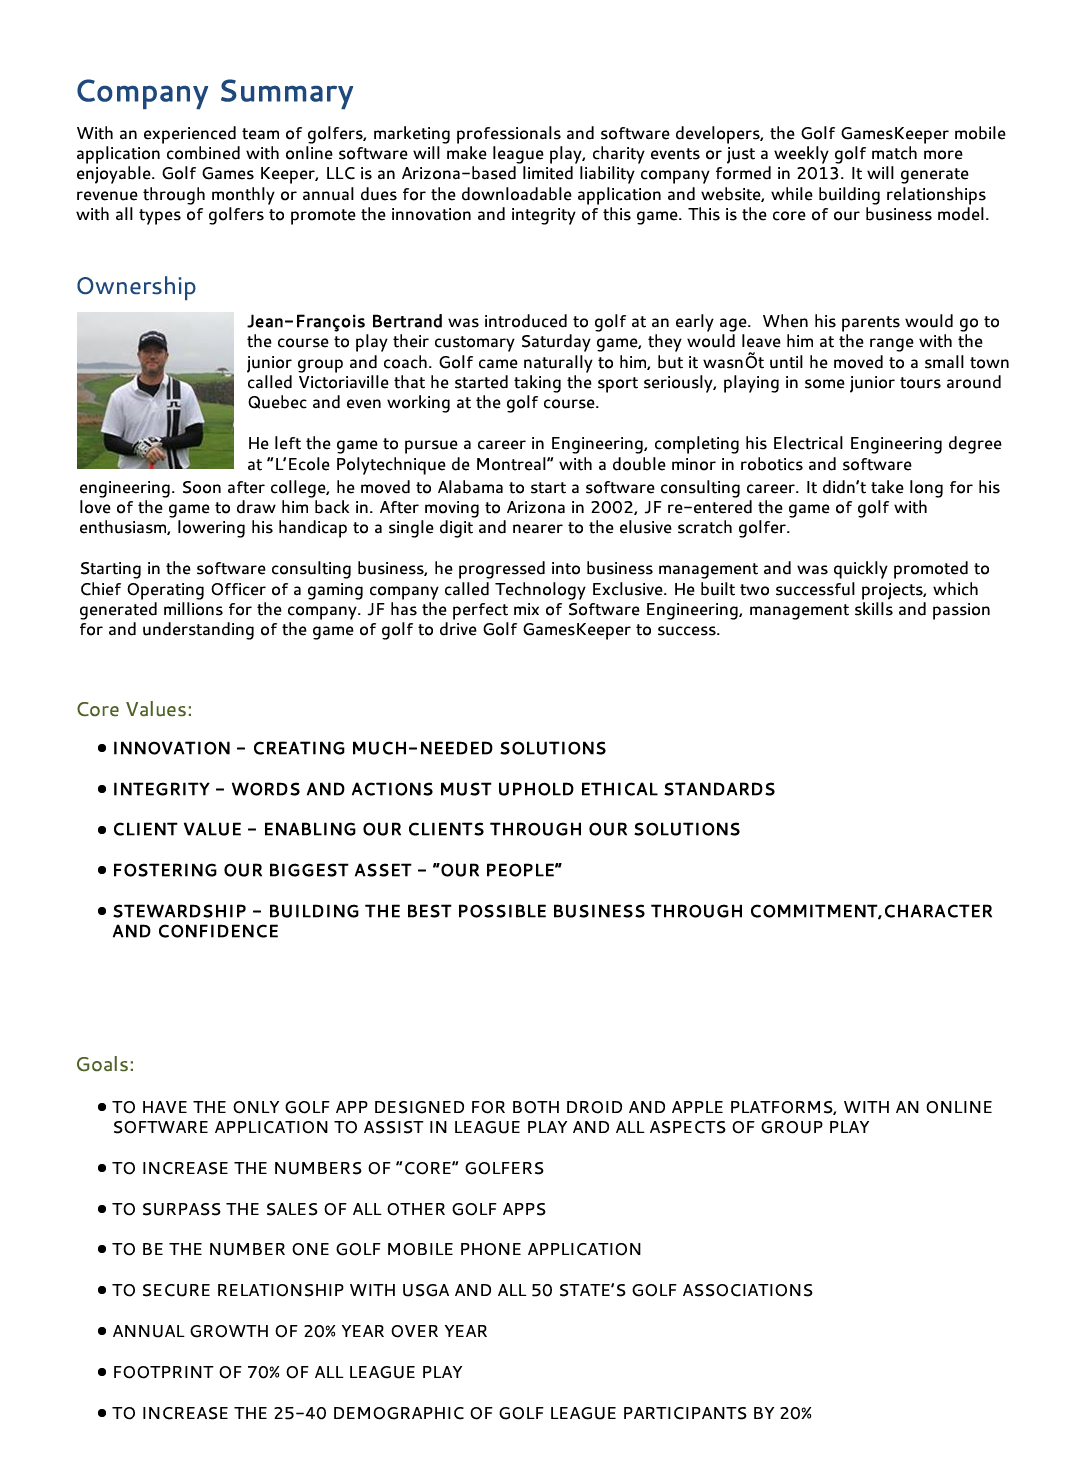 Company Summary
With an experienced team of golfers, marketing professionals and software developers, the Golf GamesKeeper mobile
application combined with online software will make league play, charity events or just a weekly golf match more
enjoyable. Golf Games Keeper, LLC is an Arizona-based limited liability company formed in 2013. It will generate
revenue through monthly or annual dues for the downloadable application and website, while building relationships
with all types of golfers to promote the innovation and integrity of this game. This is the core of our business model.
Ownership
Jean-François Bertrand was introduced to golf at an early age.  When his parents would go to
the course to play their customary Saturday game, they would leave him at the range with the
junior group and coach. Golf came naturally to him, but it wasnÕt until he moved to a small town
called Victoriaville that he started taking the sport seriously, playing in some junior tours around
Quebec and even working at the golf course.
He left the game to pursue a career in Engineering, completing his Electrical Engineering degree
at "L'Ecole Polytechnique de Montreal" with a double minor in robotics and software
engineering. Soon after college, he moved to Alabama to start a software consulting career. It didn't take long for his
love of the game to draw him back in. After moving to Arizona in 2002, JF re-entered the game of golf with
enthusiasm, lowering his handicap to a single digit and nearer to the elusive scratch golfer.
Starting in the software consulting business, he progressed into business management and was quickly promoted to
Chief Operating Officer of a gaming company called Technology Exclusive. He built two successful projects, which
generated millions for the company. JF has the perfect mix of Software Engineering, management skills and passion
for and understanding of the game of golf to drive Golf GamesKeeper to success.
Core Values:
• INNOVATION - CREATING MUCH-NEEDED SOLUTIONS
• INTEGRITY - WORDS AND ACTIONS MUST UPHOLD ETHICAL STANDARDS
• CLIENT VALUE - ENABLING OUR CLIENTS THROUGH OUR SOLUTIONS
• FOSTERING OUR BIGGEST ASSET - "OUR PEOPLE"
• STEWARDSHIP - BUILDING THE BEST POSSIBLE BUSINESS THROUGH COMMITMENT,CHARACTER
AND CONFIDENCE
Goals:
• TO HAVE THE ONLY GOLF APP DESIGNED FOR BOTH DROID AND APPLE PLATFORMS, WITH AN ONLINE
SOFTWARE APPLICATION TO ASSIST IN LEAGUE PLAY AND ALL ASPECTS OF GROUP PLAY
• TO INCREASE THE NUMBERS OF "CORE" GOLFERS
• TO SURPASS THE SALES OF ALL OTHER GOLF APPS
• TO BE THE NUMBER ONE GOLF MOBILE PHONE APPLICATION
• TO SECURE RELATIONSHIP WITH USGA AND ALL 50 STATE'S GOLF ASSOCIATIONS
• ANNUAL GROWTH OF 20% YEAR OVER YEAR
• FOOTPRINT OF 70% OF ALL LEAGUE PLAY
• TO INCREASE THE 25-40 DEMOGRAPHIC OF GOLF LEAGUE PARTICIPANTS BY 20%